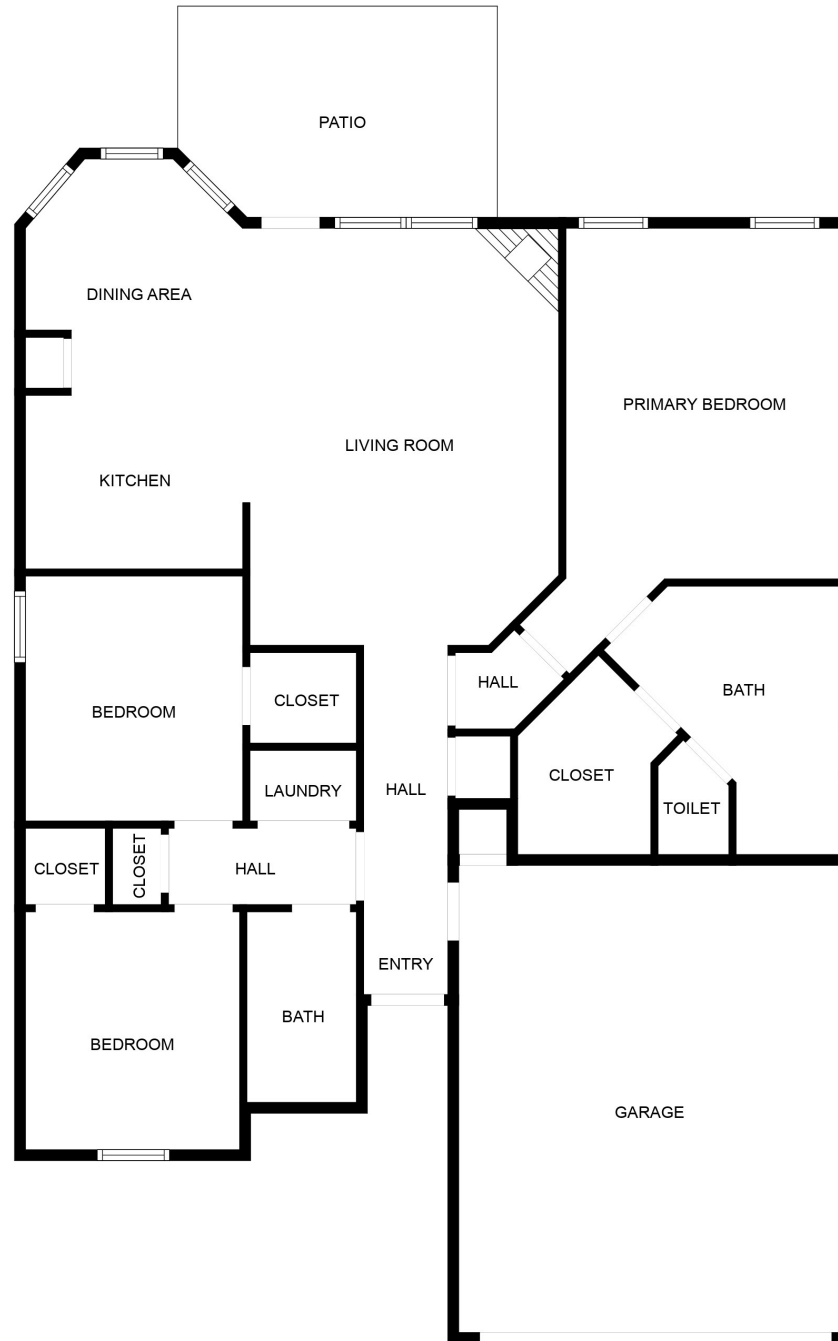 PATIO
DINING AREA
PRIMARY BEDROOM
LIVING ROOM
KITCHEN
HALL
BATH
CLOSET
BEDROOM
CLOSET
LAUNDRY
HALL
TOILET
CLOSET
CLOSET
HALL
ENTRY
BATH
BEDROOM
GARAGE